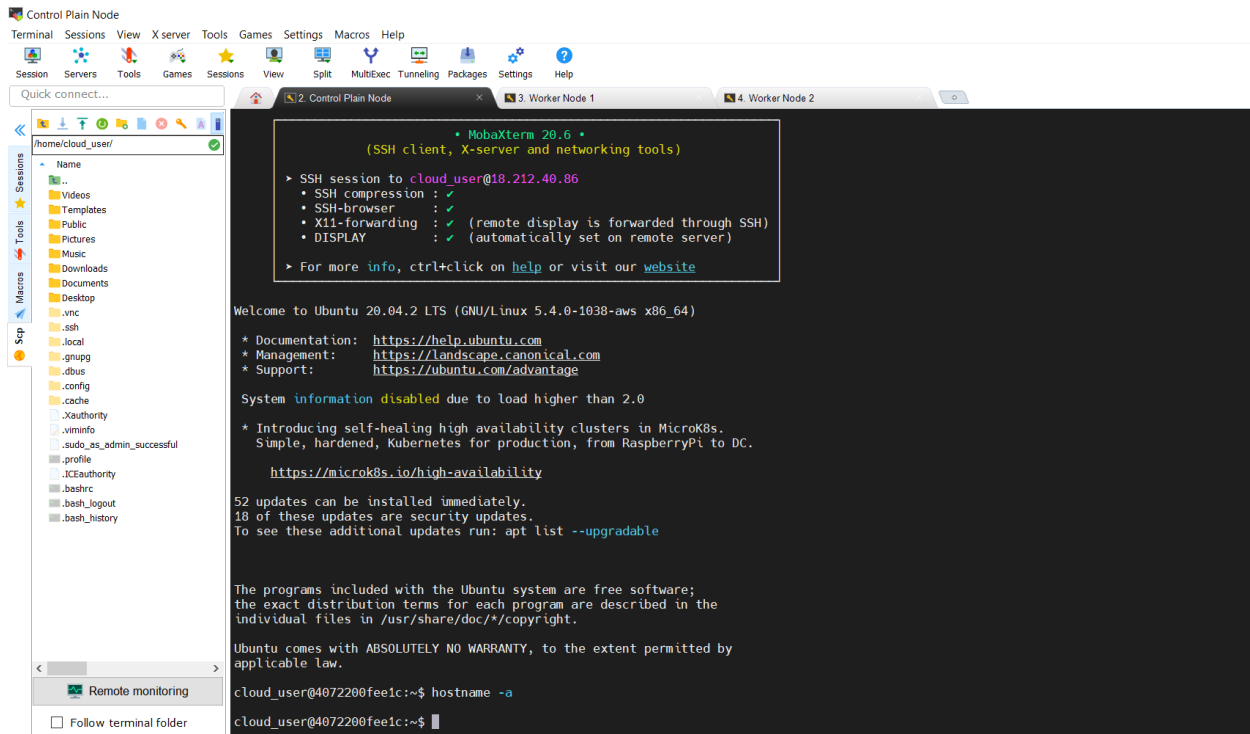 Control Plain Node
Terminal Sessions View X server Tools Games Settings Macros Help
Session Servers Tools Games Sessions View Split MultiExec Tunneling Packages Settings Help
Quick connect...
2. Control Plain Node
3. Worker Node 1
4. Worker Node 2
Sessions
Tools
Macros
Scp
/home/cloud_user/
Name
..
Videos
Templates
Public
Pictures
Music
Downloads
Documents
Desktop
.vnc
.ssh
.local
.gnupg
.dbus
.config
.cache
.Xauthority
.viminfo
.sudo_as_admin_successful
.profile
.ICEauthority
.bashrc
.bash_logout
.bash_history
Remote monitoring
Follow terminal folder
• MobaXterm 20.6 •
(SSH client, X-server and networking tools)
➤ SSH session to cloud_user@18.212.40.86
• SSH compression : ✔
• SSH-browser : ✔
• X11-forwarding : ✔ (remote display is forwarded through SSH)
• DISPLAY : ✔ (automatically set on remote server)
➤ For more info, ctrl+click on help or visit our website
Welcome to Ubuntu 20.04.2 LTS (GNU/Linux 5.4.0-1038-aws x86_64)
* Documentation: https://help.ubuntu.com
* Management: https://landscape.canonical.com
* Support: https://ubuntu.com/advantage
System information disabled due to load higher than 2.0
* Introducing self-healing high availability clusters in MicroK8s.
Simple, hardened, Kubernetes for production, from RaspberryPi to DC.
https://microk8s.io/high-availability
52 updates can be installed immediately.
18 of these updates are security updates.
To see these additional updates run: apt list --upgradable
The programs included with the Ubuntu system are free software;
the exact distribution terms for each program are described in the
individual files in /usr/share/doc/*/copyright.
Ubuntu comes with ABSOLUTELY NO WARRANTY, to the extent permitted by
applicable law.
cloud_user@4072200fee1c:~$ hostname -a
cloud_user@4072200fee1c:~$